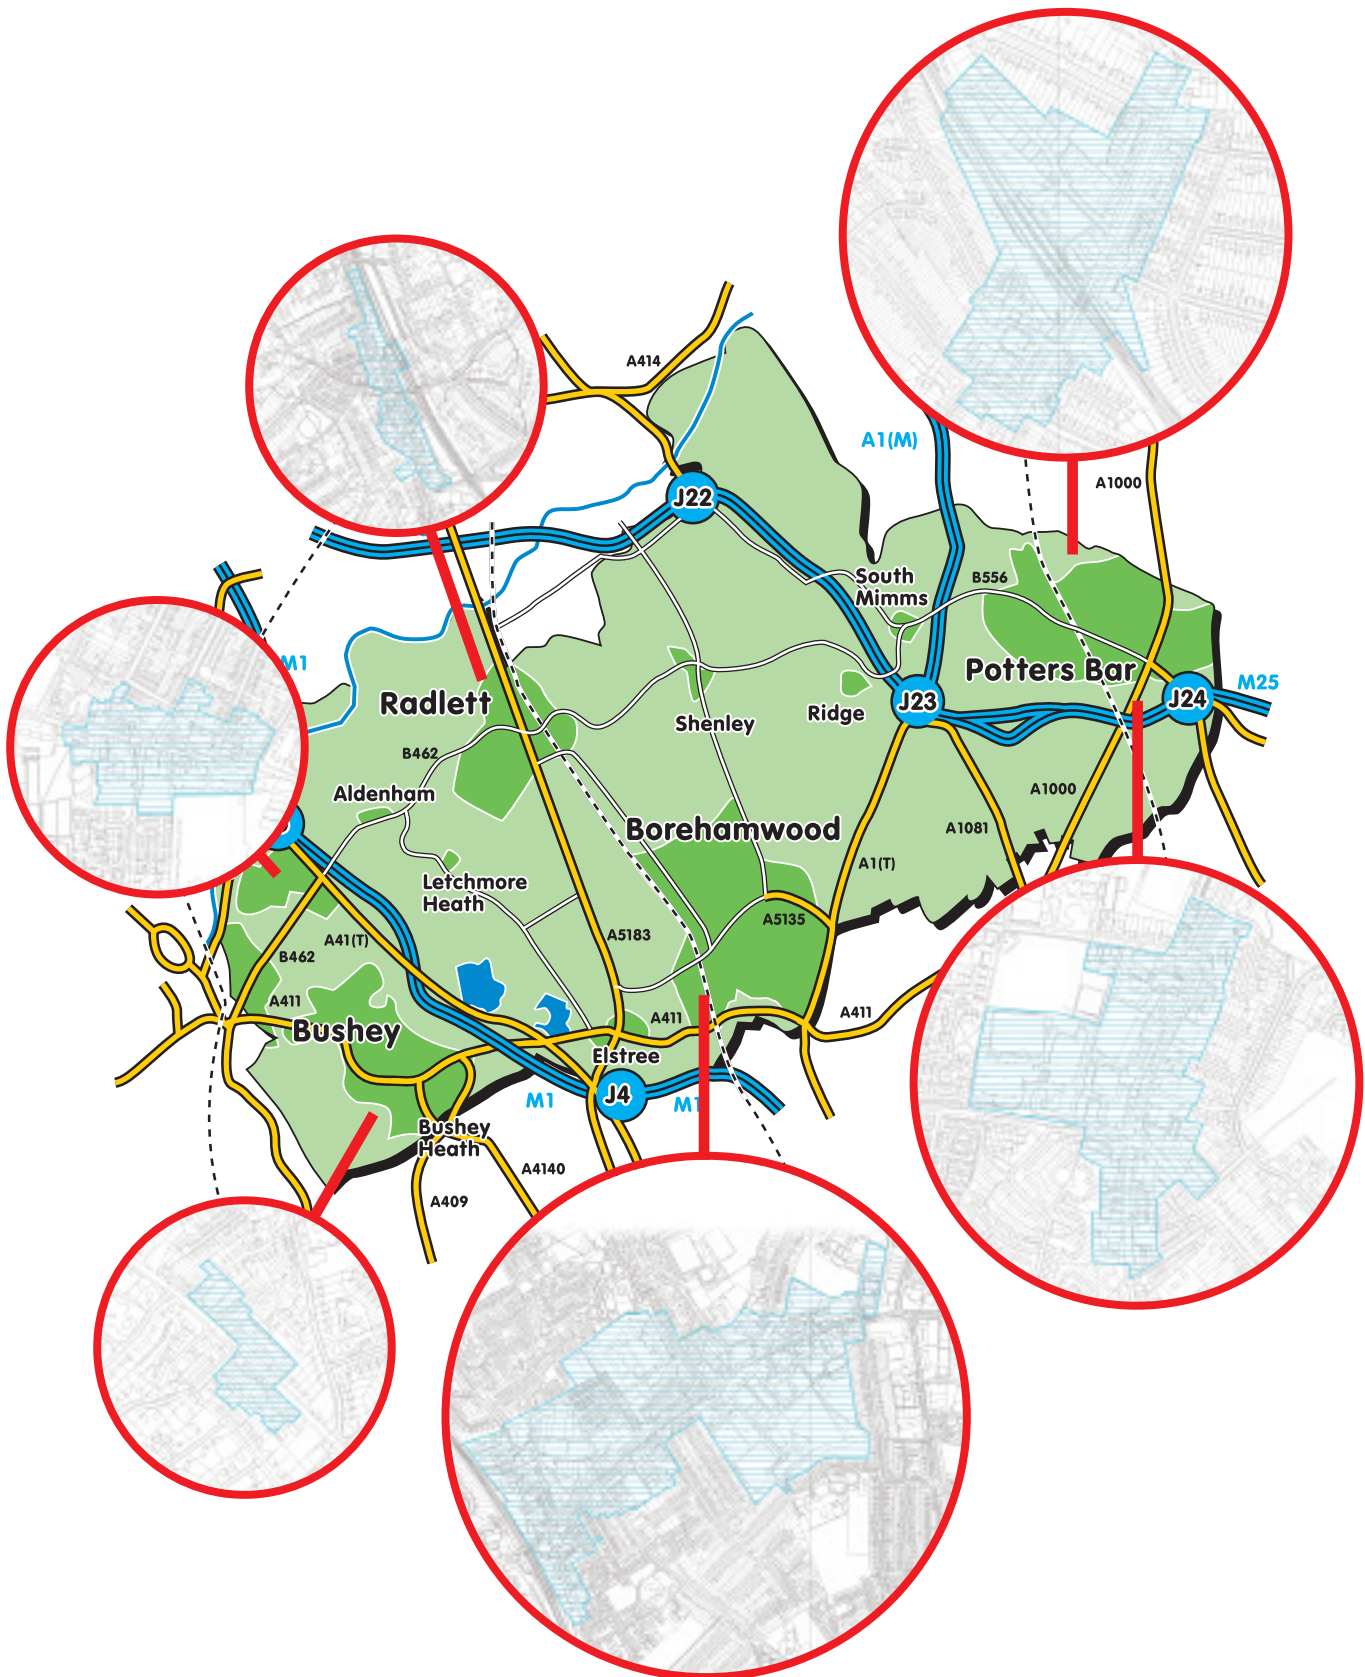 A414
A1(M)
A1000
J22
South
Mimms
B556
M1
Potters Bar
M25
Radlett
J23
J24
Ridge
Shenley
B462
Aldenham
A1000
Borehamwood
A1081
A1(T)
Letchmore
Heath
A5135
A5183
A41(T)
B462
A411
A411
A411
Bushey
Elstree
M1
J4
M1
Bushey
Heath
A4140
A409